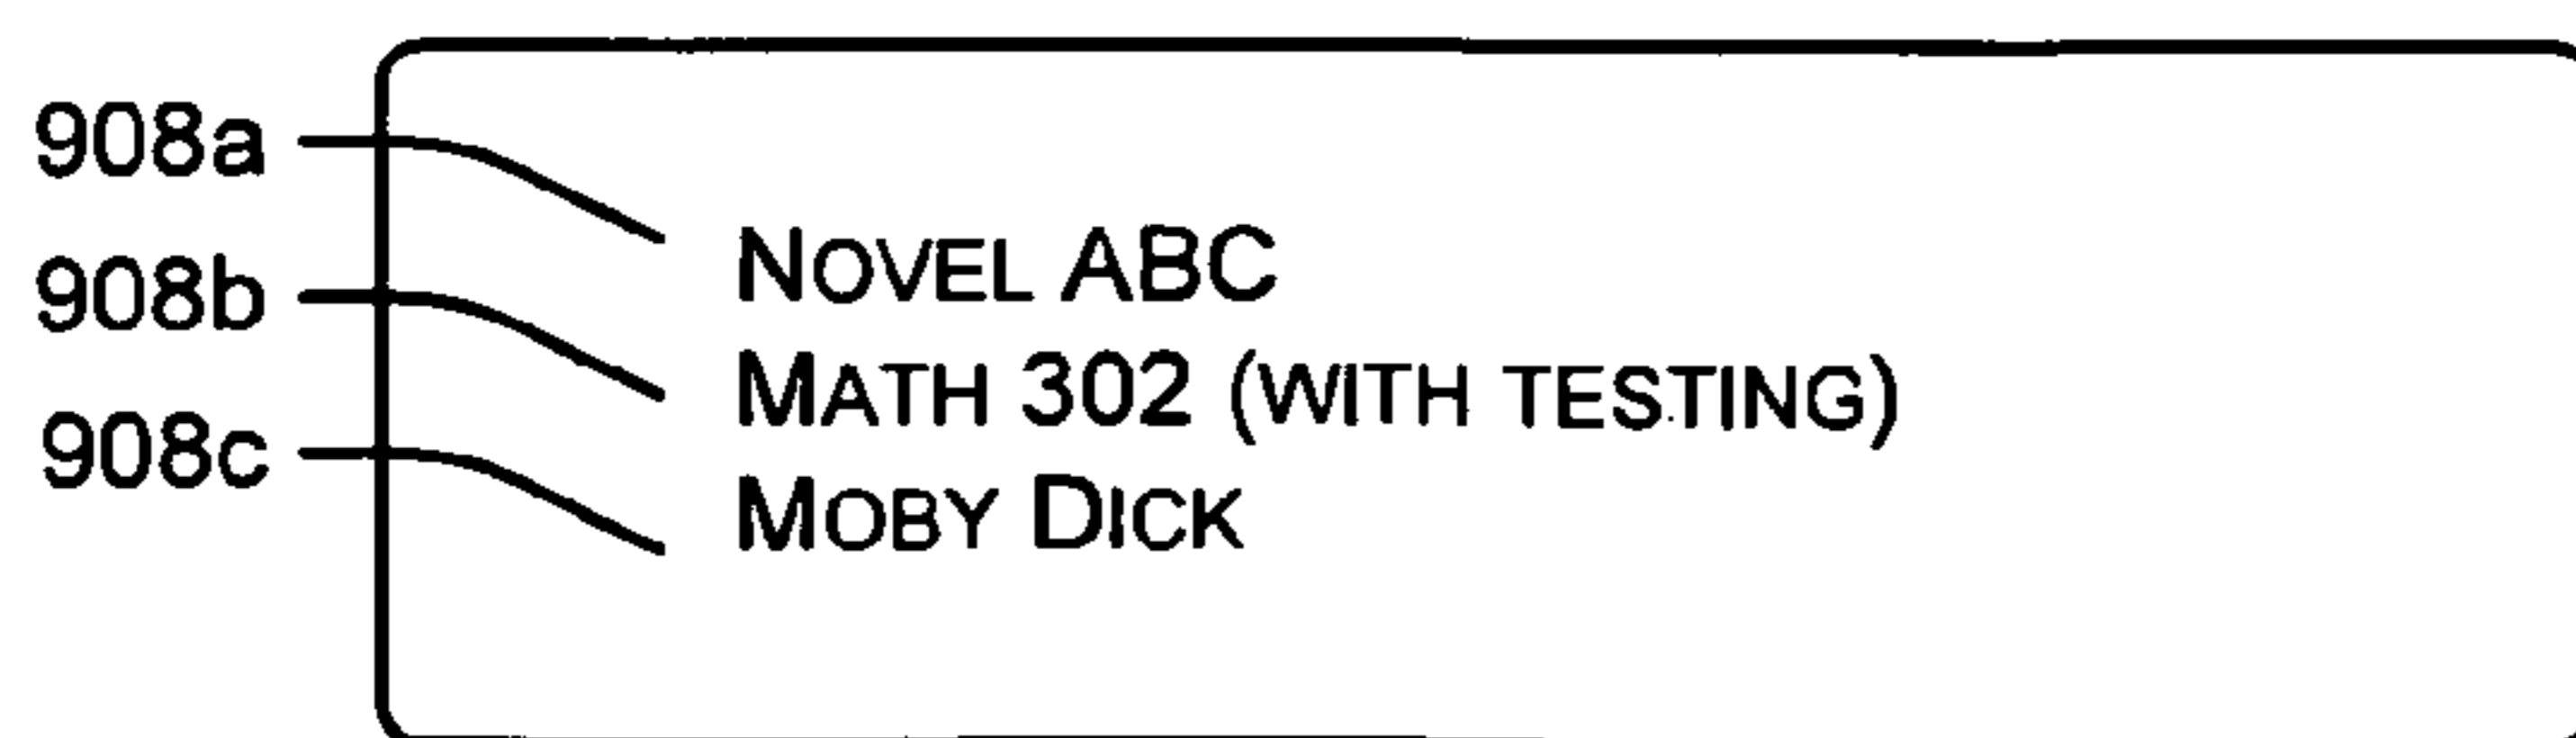 908a
NOVEL ABC
908b
MATH 302 (WITH TESTING)
908c
MOBY DICK